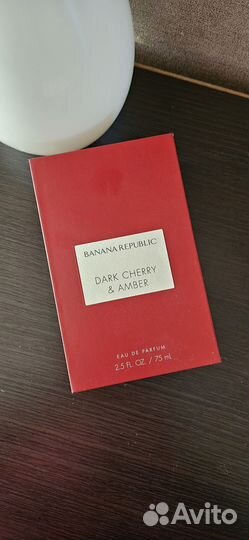 BANANA REPUBLIC
DARK CHERRY
& AMBER
EAU DE PARFUM
2.5 FL. OZ. / 75 mL
Avito